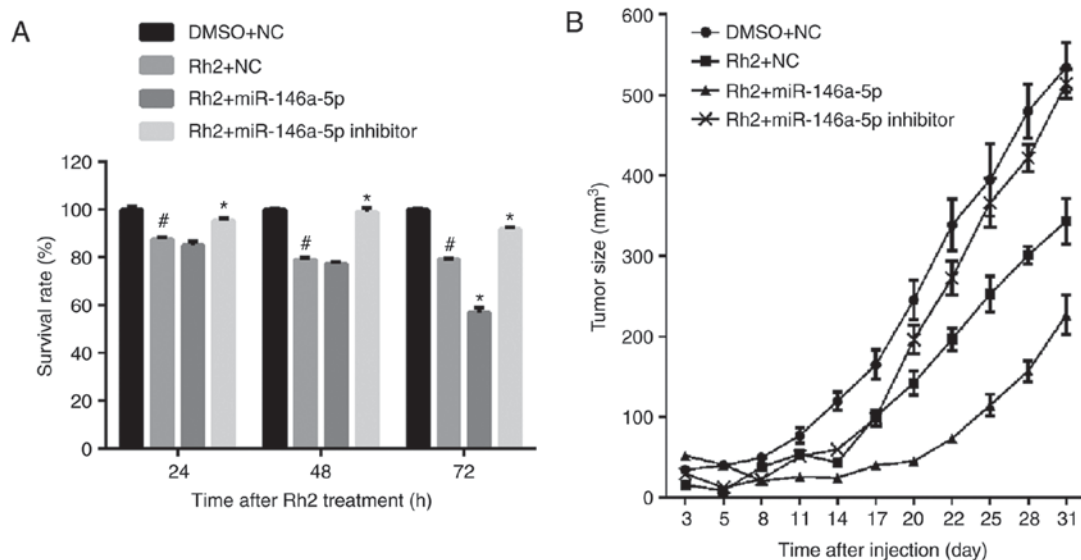 A
DMSO+NC
Rh2+NC
Rh2+miR-146a-5p
Rh2+miR-146a-5p inhibitor
120
100
80
60
40
20
0
Survival rate (%)
# * # * # * *
24 48 72
Time after Rh2 treatment (h)
B
DMSO+NC
Rh2+NC
Rh2+miR-146a-5p
Rh2+miR-146a-5p inhibitor
600
500
400
300
200
100
0
Tumor size (mm³)
3 5 8 11 14 17 20 22 25 28 31
Time after injection (day)